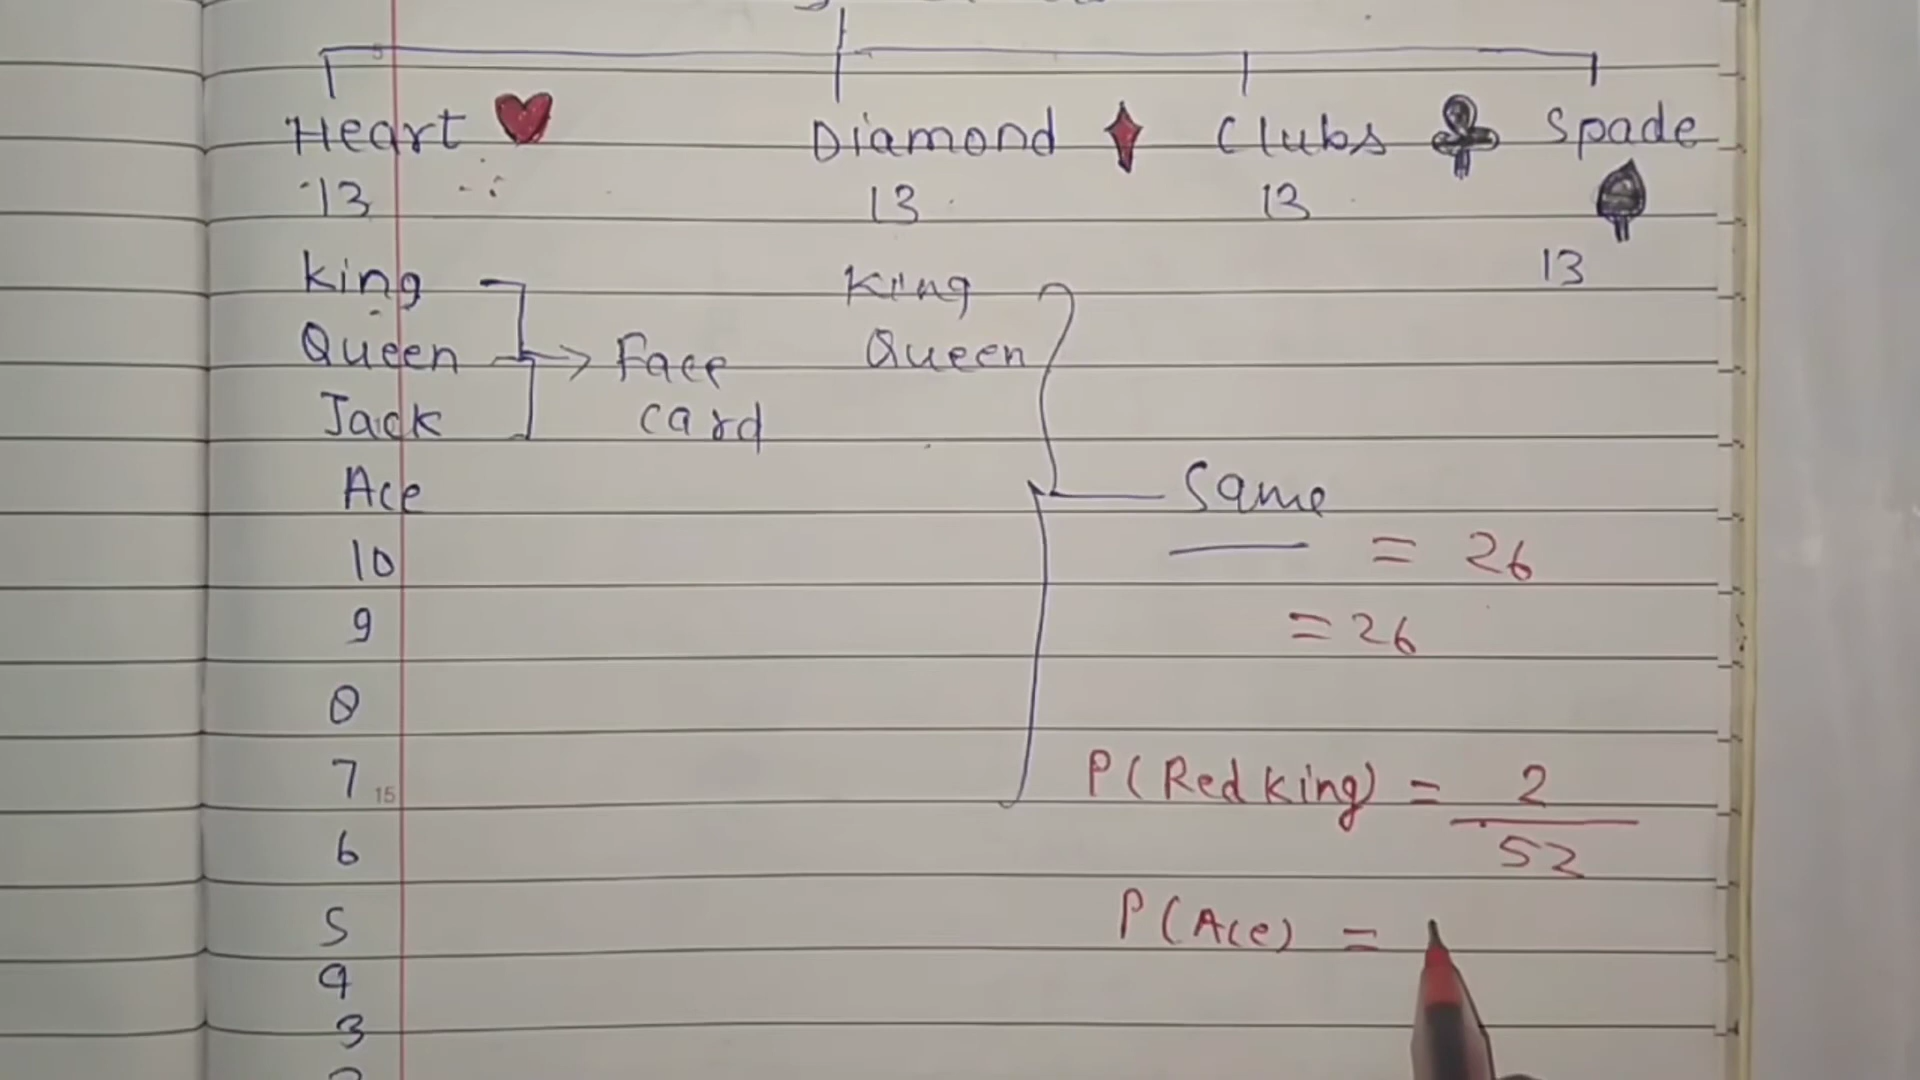 Heart Diamond Clubs Spade
13 13 13 13
King King
Queen Face card Queen
Jack
Ace Same
10 = 26
9 = 26
8
7 15 P(Red King) = 2/52
6
5 P(Ace) =
4
3